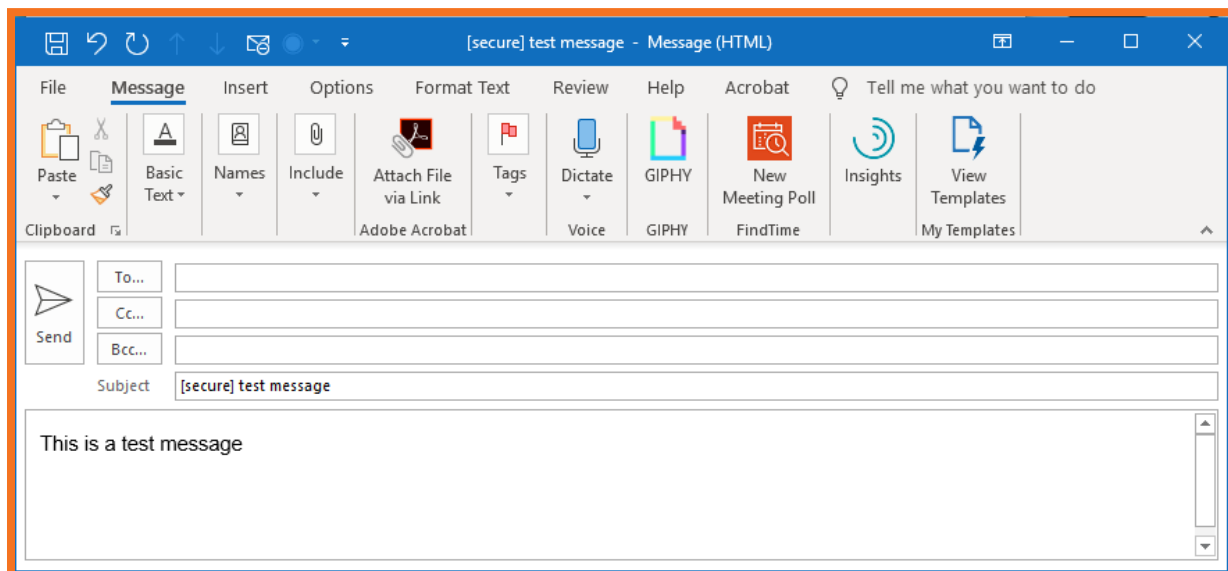 [secure] test message - Message (HTML)
File Message Insert Options Format Text Review Help Acrobat Tell me what you want to do
Paste
Basic
Text
Names
Include
Attach File
via Link
Tags
Dictate
GIPHY
New
Meeting Poll
Insights
View
Templates
Clipboard Adobe Acrobat Voice GIPHY FindTime My Templates
Send
To...
Cc...
Bcc...
Subject [secure] test message
This is a test message